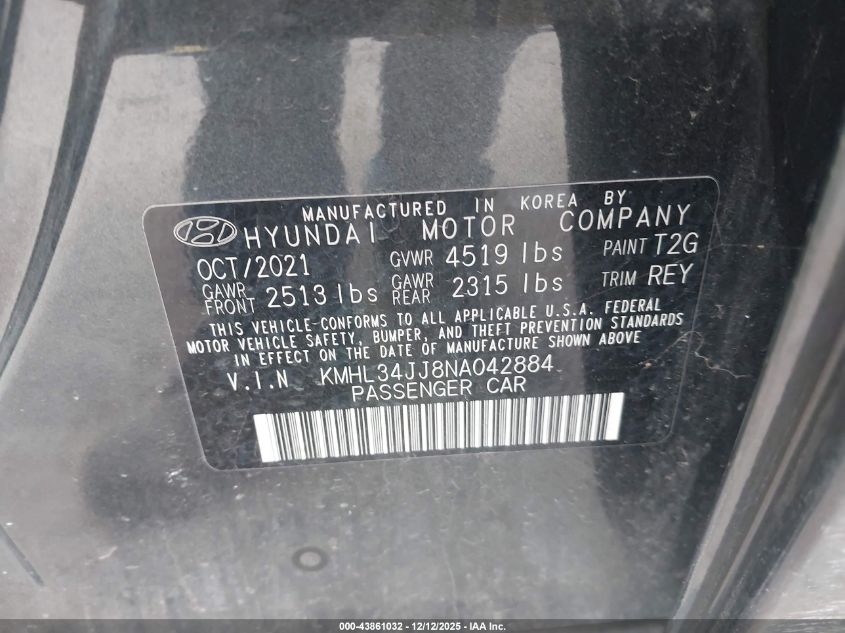 MANUFACTURED IN KOREA BY
HYUNDAI MOTOR COMPANY
OCT/2021 GVWR 4519 lbs PAINT T2G
GAWR FRONT 2513 lbs GAWR REAR 2315 lbs TRIM REY
THIS VEHICLE-CONFORMS TO ALL APPLICABLE U.S.A. FEDERAL
MOTOR VEHICLE SAFETY, BUMPER, AND THEFT PREVENTION STANDARDS
IN EFFECT ON THE DATE OF MANUFACTURE SHOWN ABOVE
V.I.N KMHL34JJ8NA042884
PASSENGER CAR
000-43861032 - 12/12/2025 - IAA Inc.